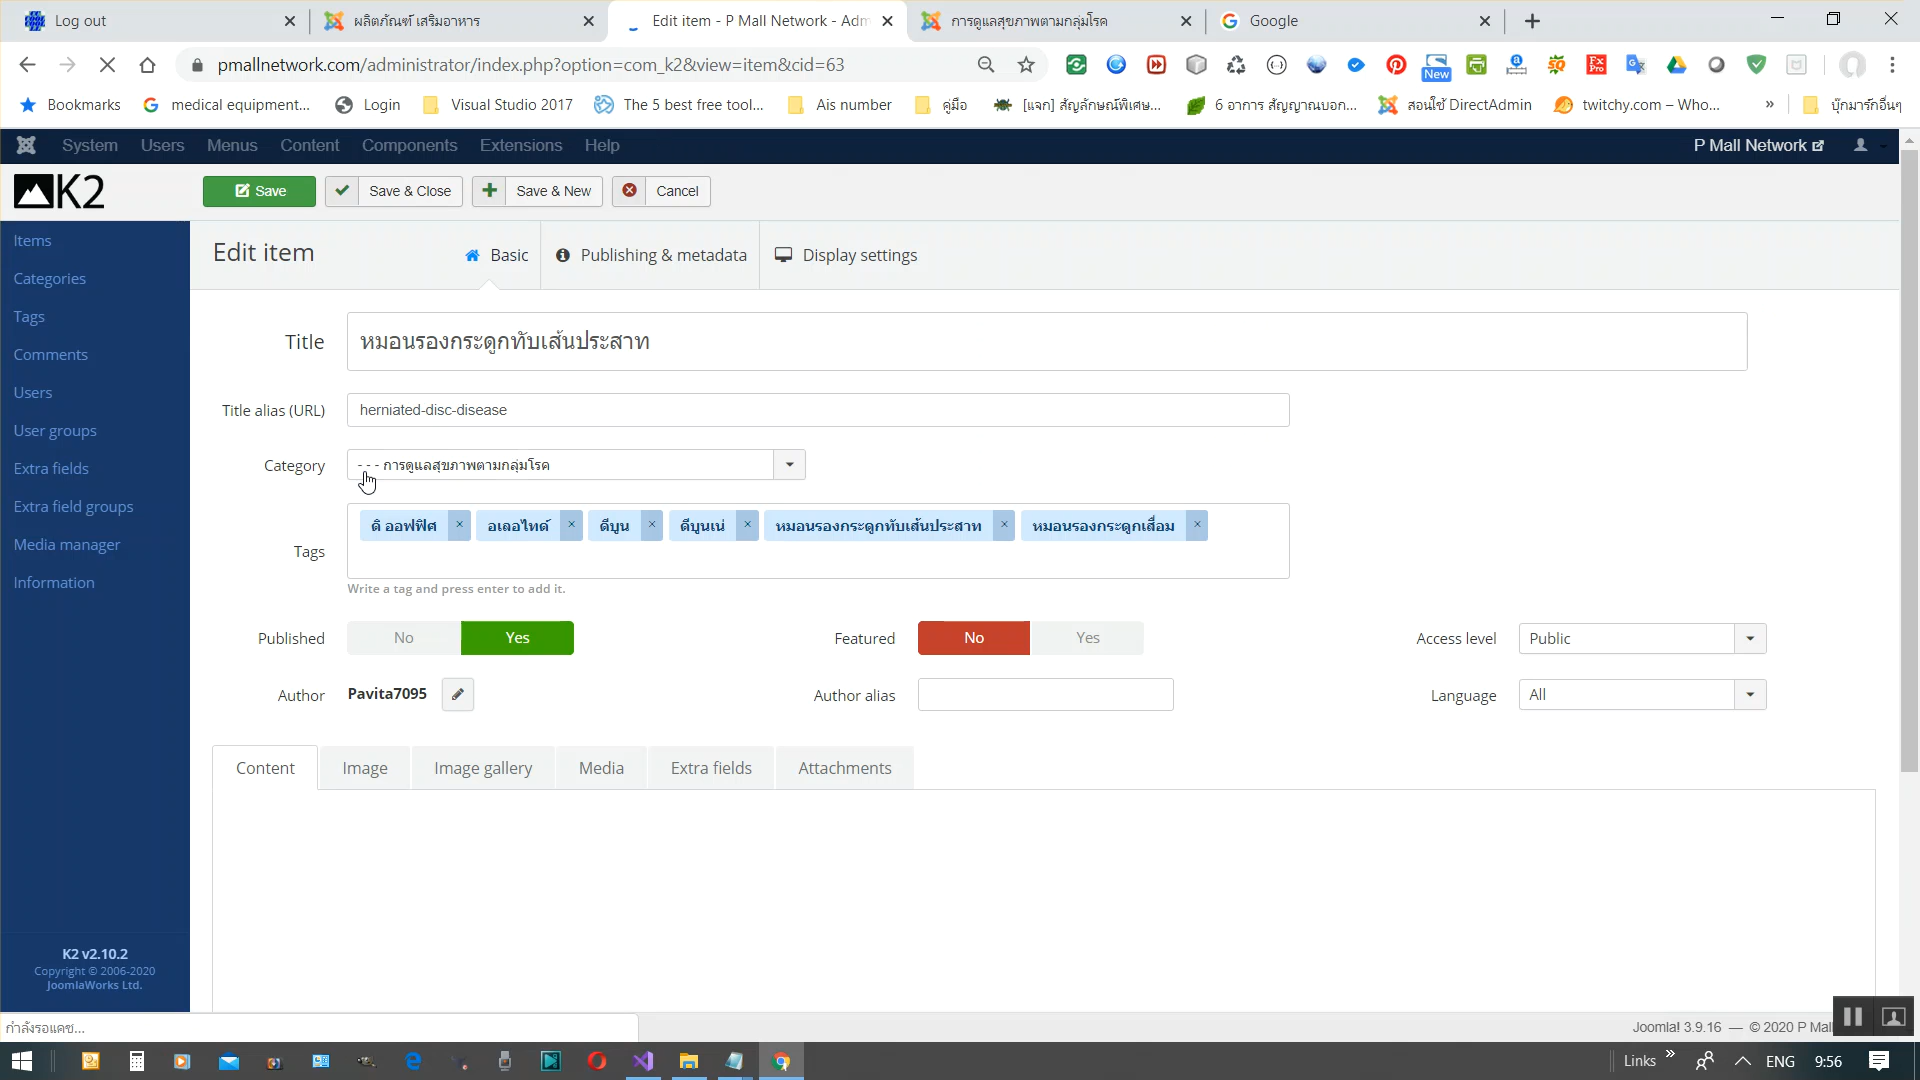 Log out
ผลิตภัณฑ์ เสริมอาหาร
Edit item - P Mall Network - Adm
การดูแลสุขภาพตามกลุ่มโรค
Google
pmallnetwork.com/administrator/index.php?option=com_k2&view=item&cid=63
New
Fx Pro
Bookmarks
medical equipment...
Login
Visual Studio 2017
The 5 best free tool...
Ais number
คู่มือ
[แจก] สัญลักษณ์พิเศษ...
6 อาการ สัญญาณบอก...
สอนใช้ DirectAdmin
twitchy.com – Who...
»
บุ๊กมาร์กอื่นๆ
System
Users
Menus
Content
Components
Extensions
Help
P Mall Network
K2
Save
Save & Close
Save & New
Cancel
Items
Categories
Tags
Comments
Users
User groups
Extra fields
Extra field groups
Media manager
Information
Edit item
Basic
Publishing & metadata
Display settings
Title
หมอนรองกระดูกทับเส้นประสาท
Title alias (URL)
herniated-disc-disease
Category
- - - การดูแลสุขภาพตามกลุ่มโรค
Tags
ดิ ออฟฟิศ ×
อเลอไทด์ ×
ดีบูน ×
ดีบูนเน่ ×
หมอนรองกระดูกทับเส้นประสาท ×
หมอนรองกระดูกเสื่อม ×
Write a tag and press enter to add it.
Published
No
Yes
Featured
No
Yes
Access level
Public
Author
Pavita7095
Author alias
Language
All
Content
Image
Image gallery
Media
Extra fields
Attachments
K2 v2.10.2
Copyright © 2006-2020
JoomlaWorks Ltd.
กำลังรอแคช...
Joomla! 3.9.16 — © 2020 P Mal
Links
»
ENG
9:56